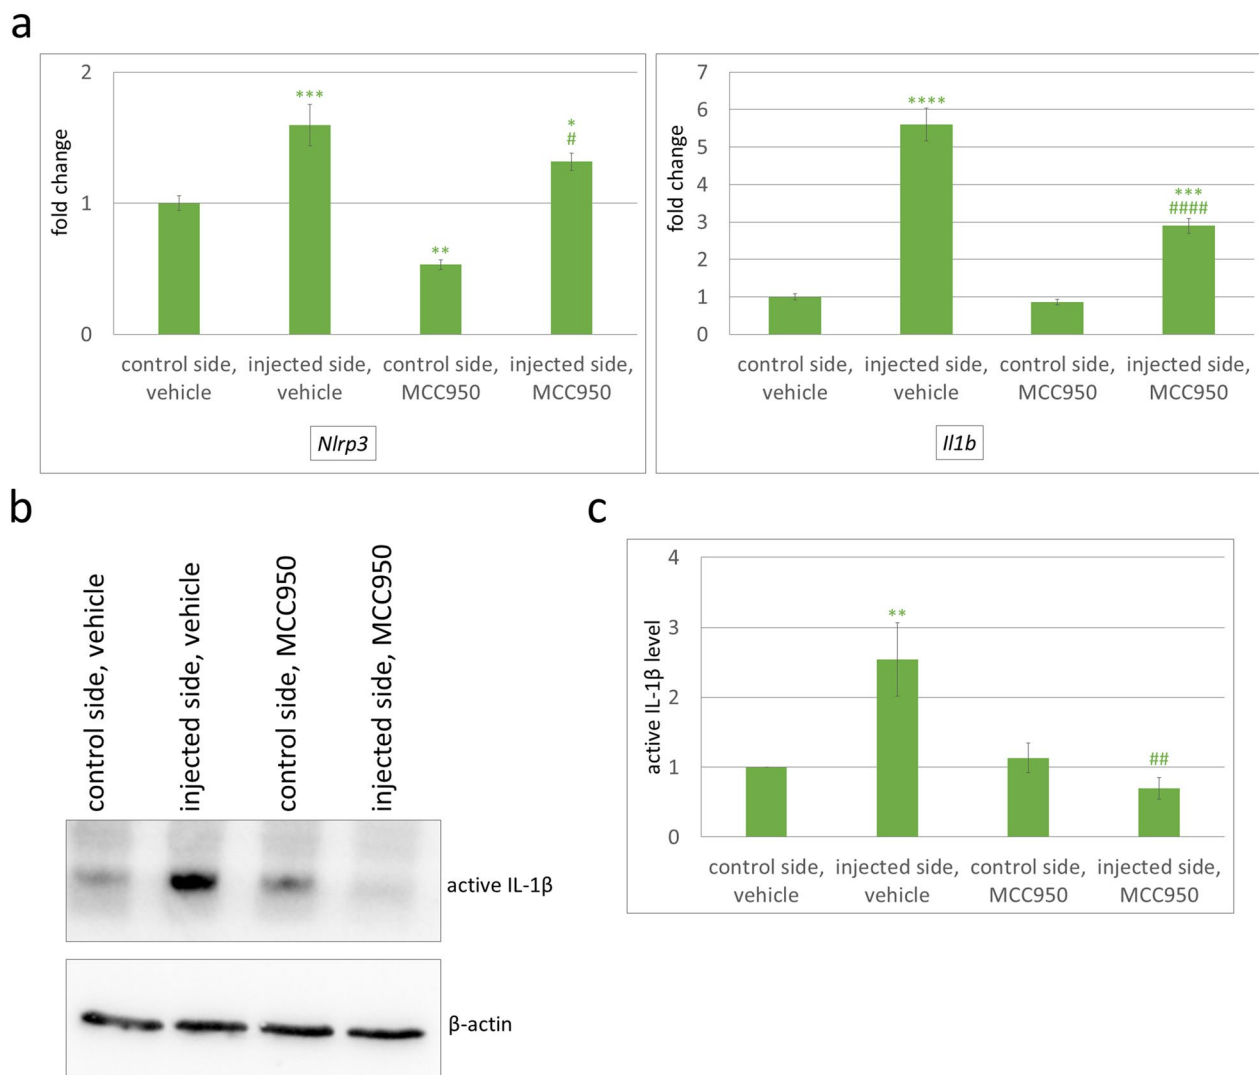 a
2
1
0
fold change
***
**
*
#
control side,
vehicle
injected side,
vehicle
control side,
MCC950
injected side,
MCC950
Nlrp3
7
6
5
4
3
2
1
0
fold change
****
***
####
control side,
vehicle
injected side,
vehicle
control side,
MCC950
injected side,
MCC950
Il1b
b
control side, vehicle
injected side, vehicle
control side, MCC950
injected side, MCC950
active IL-1β
β-actin
c
4
3
2
1
0
active IL-1β level
**
##
control side,
vehicle
injected side,
vehicle
control side,
MCC950
injected side,
MCC950